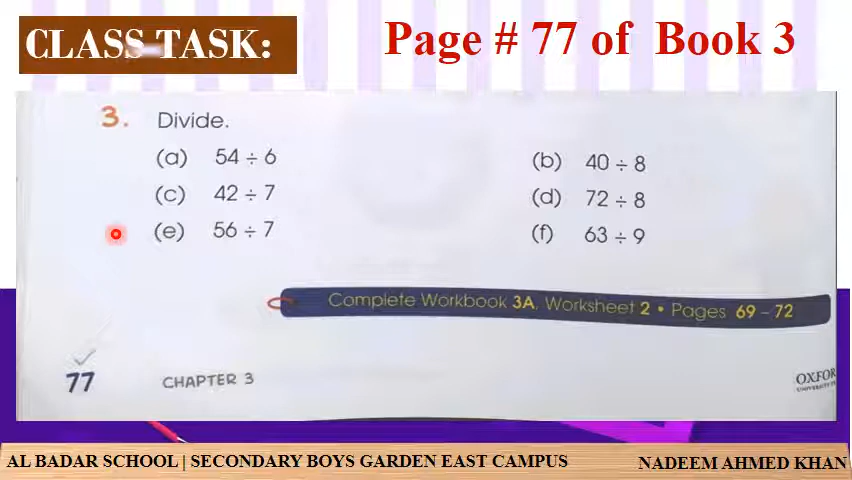 CLASS TASK:
Page # 77 of Book 3
3. Divide.
(a) 54 ÷ 6
(b) 40 ÷ 8
(c) 42 ÷ 7
(d) 72 ÷ 8
(e) 56 ÷ 7
(f) 63 ÷ 9
Complete Workbook 3A, Worksheet 2 • Pages 69 – 72
77 CHAPTER 3
OXFOR
AL BADAR SCHOOL | SECONDARY BOYS GARDEN EAST CAMPUS
NADEEM AHMED KHAN